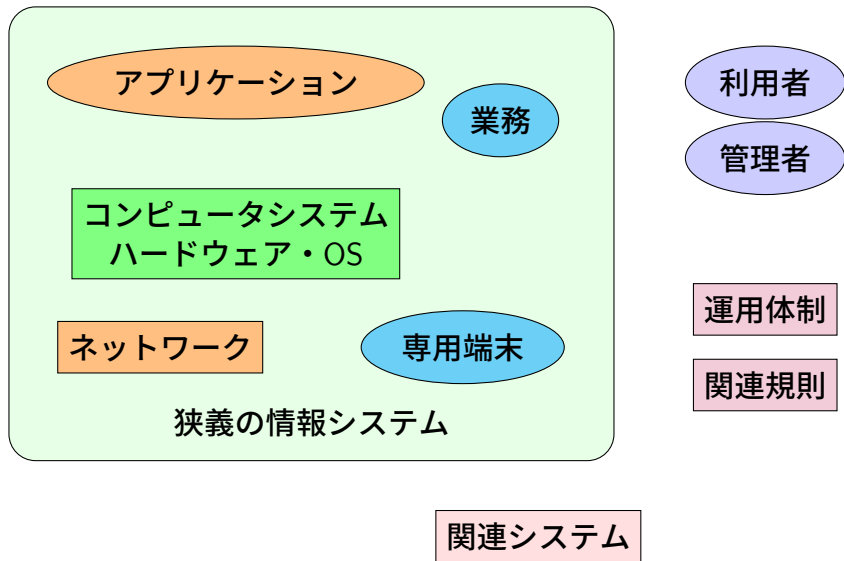 アプリケーション
業務
利用者
管理者
コンピュータシステム
ハードウェア・OS
運用体制
ネットワーク
専用端末
関連規則
狭義の情報システム
関連システム